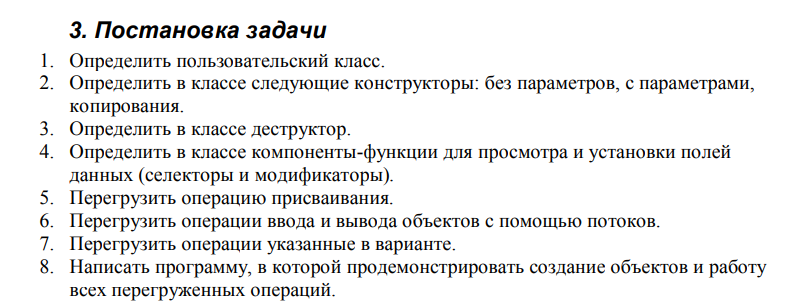 3. Постановка задачи
1. Определить пользовательский класс.
2. Определить в классе следующие конструкторы: без параметров, с параметрами,
копирования.
3. Определить в классе деструктор.
4. Определить в классе компоненты-функции для просмотра и установки полей
данных (селекторы и модификаторы).
5. Перегрузить операцию присваивания.
6. Перегрузить операции ввода и вывода объектов с помощью потоков.
7. Перегрузить операции указанные в варианте.
8. Написать программу, в которой продемонстрировать создание объектов и работу
всех перегруженных операций.